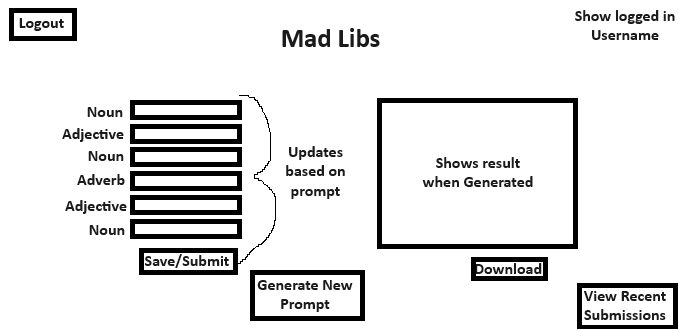 Logout
Show logged in
Username
Mad Libs
Noun
Adjective
Noun
Adverb
Adjective
Noun
Updates
based on
prompt
Shows result
when Generated
Save/Submit
Download
Generate New
Prompt
View Recent
Submissions